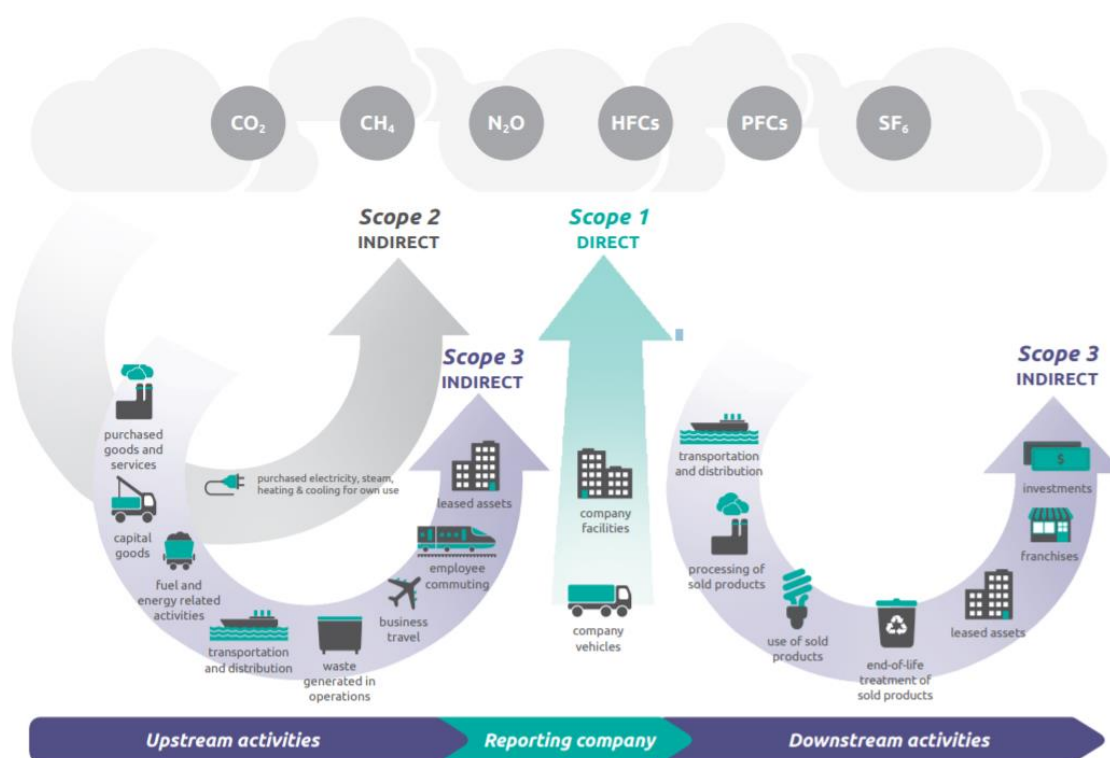 CO₂
CH₄
N₂O
HFCs
PFCs
SF₆
Scope 2
INDIRECT
Scope 1
DIRECT
Scope 3
INDIRECT
Scope 3
INDIRECT
purchased
goods and
services
capital
goods
fuel and
energy related
activities
transportation
and distribution
waste
generated in
operations
business
travel
employee
commuting
leased assets
purchased electricity, steam,
heating & cooling for own use
company
facilities
company
vehicles
transportation
and distribution
processing of
sold products
use of sold
products
end-of-life
treatment of
sold products
leased assets
franchises
$
investments
Upstream activities
Reporting company
Downstream activities